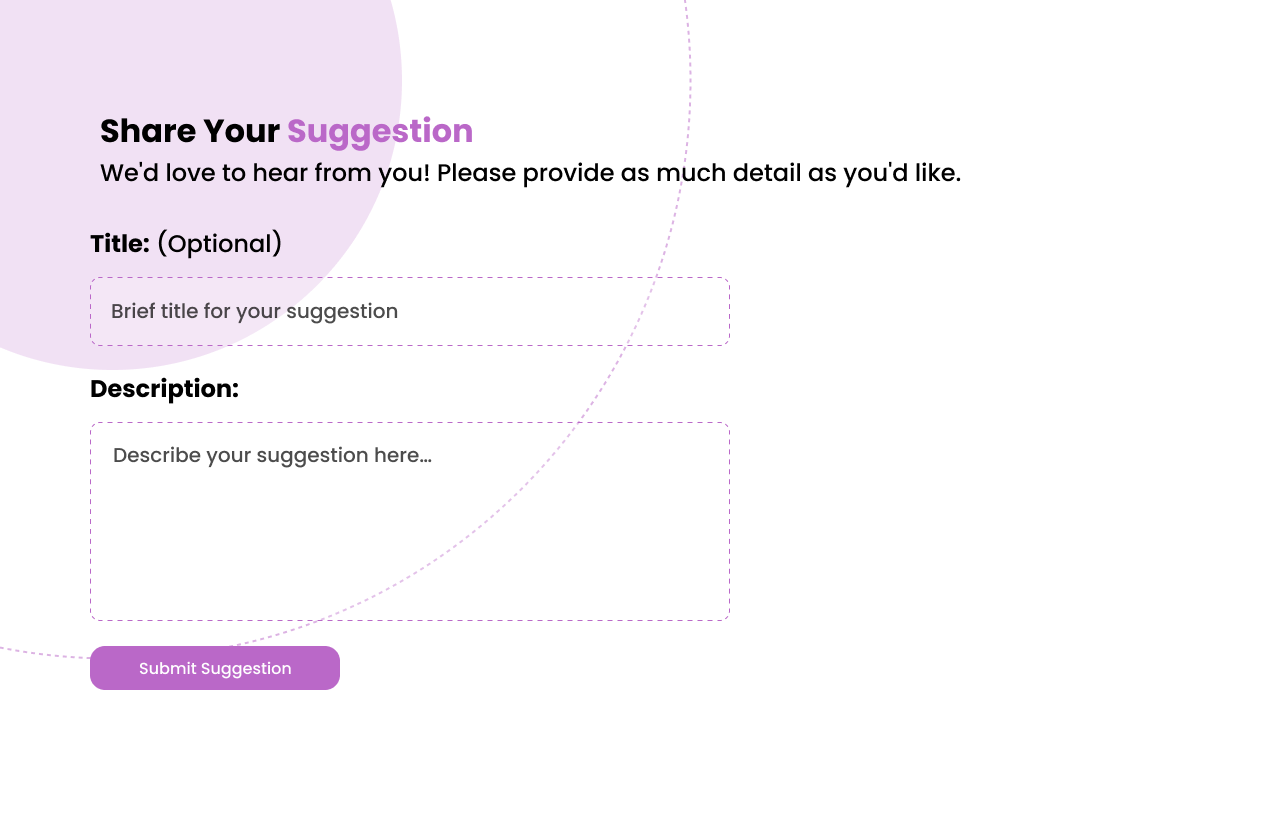 Share Your Suggestion
We'd love to hear from you! Please provide as much detail as you'd like.
Title: (Optional)
Brief title for your suggestion
Description:
Describe your suggestion here...
Submit Suggestion